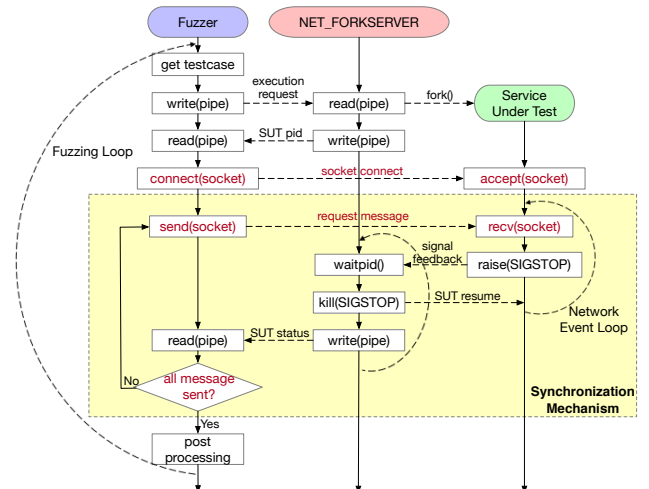 Fuzzer
NET_FORKSERVER
get testcase
execution
request
write(pipe)
read(pipe)
fork()
Service
Under Test
SUT pid
read(pipe)
write(pipe)
Fuzzing Loop
connect(socket)
socket connect
accept(socket)
send(socket)
request message
recv(socket)
signal
feedback
waitpid()
raise(SIGSTOP)
kill(SIGSTOP)
SUT resume
Network
Event Loop
SUT status
read(pipe)
write(pipe)
No
all message
sent?
Synchronization
Mechanism
Yes
post
processing